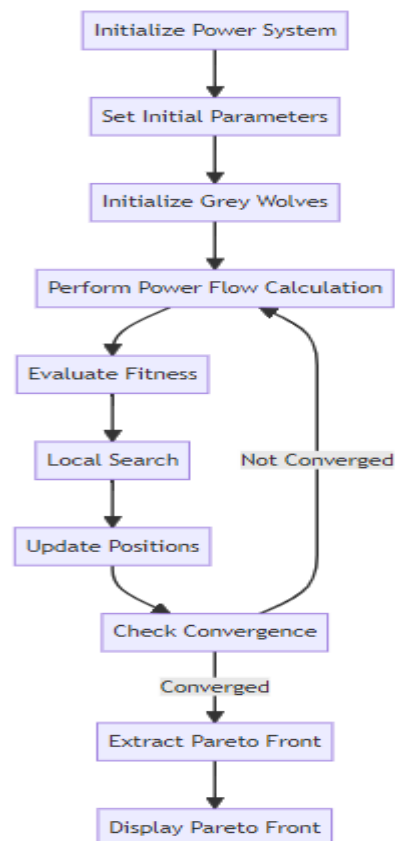 Initialize Power System
Set Initial Parameters
Initialize Grey Wolves
Perform Power Flow Calculation
Evaluate Fitness
Local Search
Not Converged
Update Positions
Check Convergence
Converged
Extract Pareto Front
Display Pareto Front